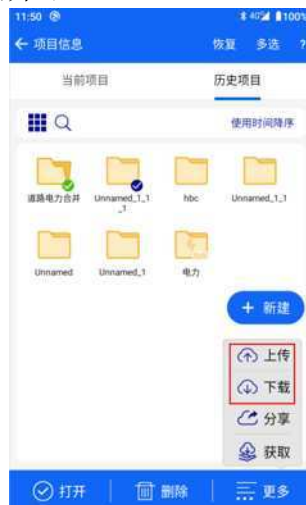 11:50
4G 100%
项目信息 恢复 多选 ?
当前项目 历史项目
使用时间降序
道路电力合并 Unnamed_1_1_1 hbc Unnamed_1_1
Unnamed Unnamed_1 电力
+ 新建
上传
下载
分享
获取
打开 删除 更多